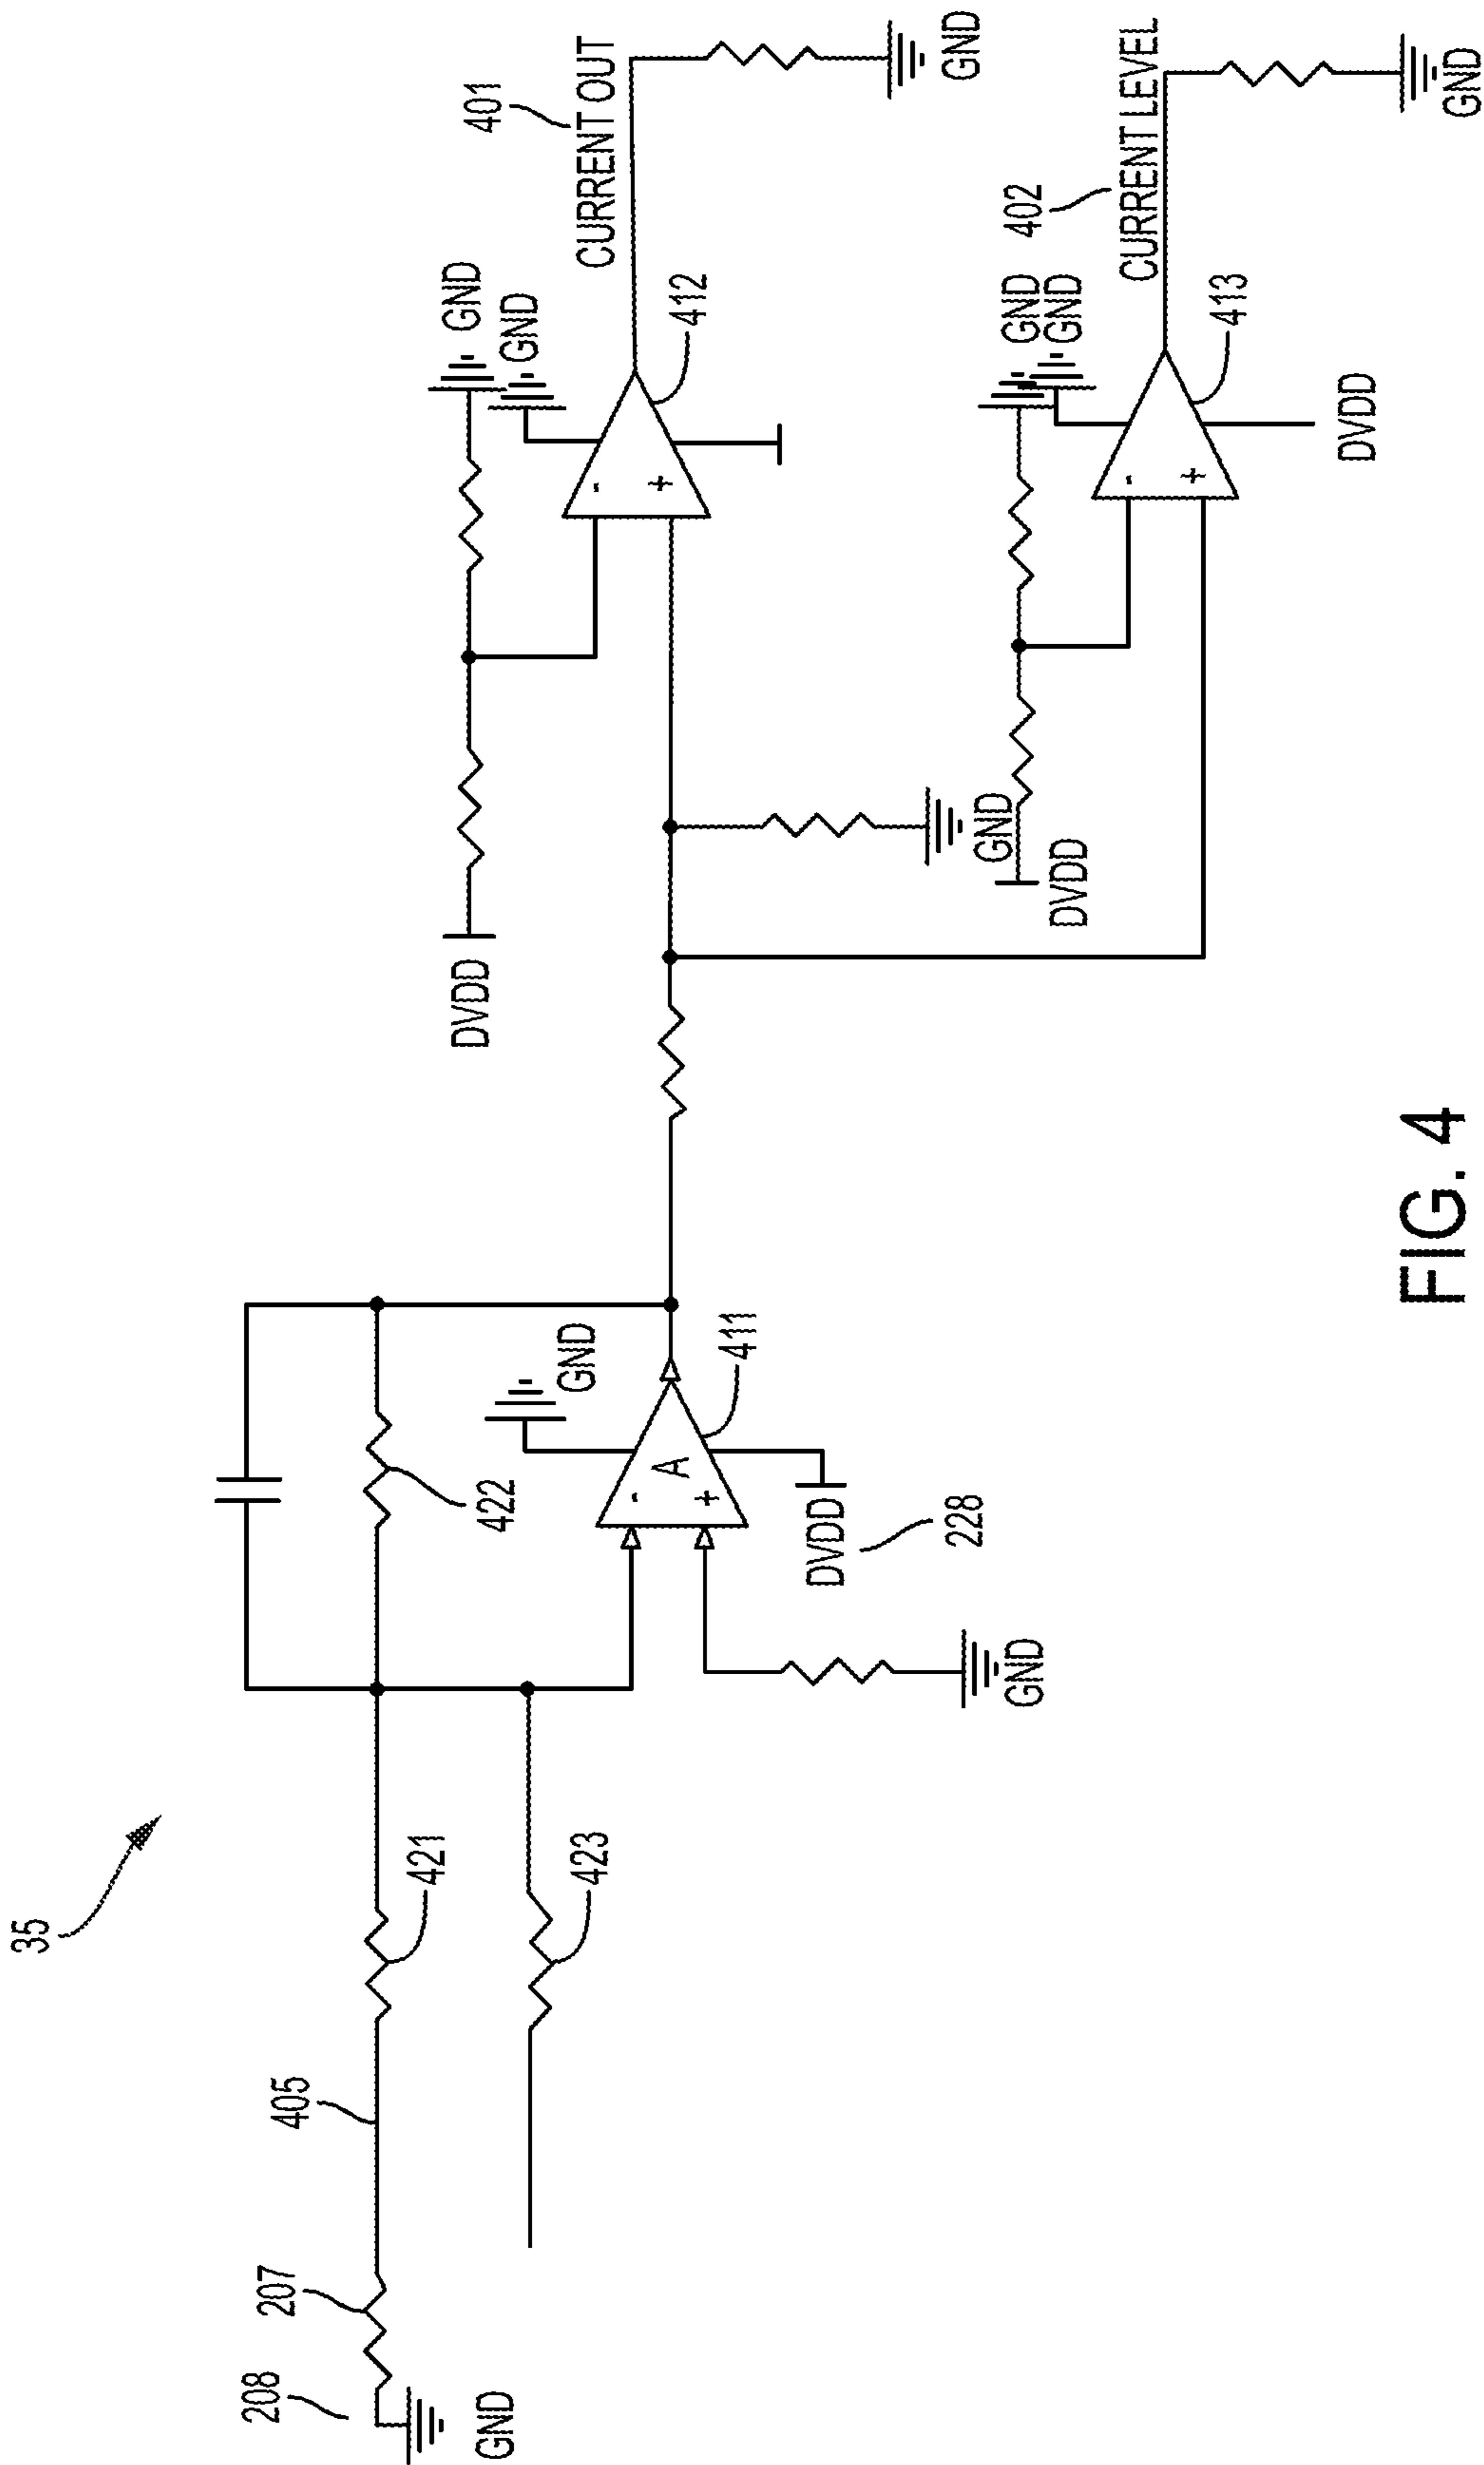 35
401
CURRENT OUT
GND
GND
GND
412
DVDD
402
CURRENT LEVEL
GND
GND
GND
413
DVDD
GND
DVDD
422
GND
411
DVDD
228
GND
421
423
405
207
208
GND
FIG. 4
A
-
+
-
+
-
+